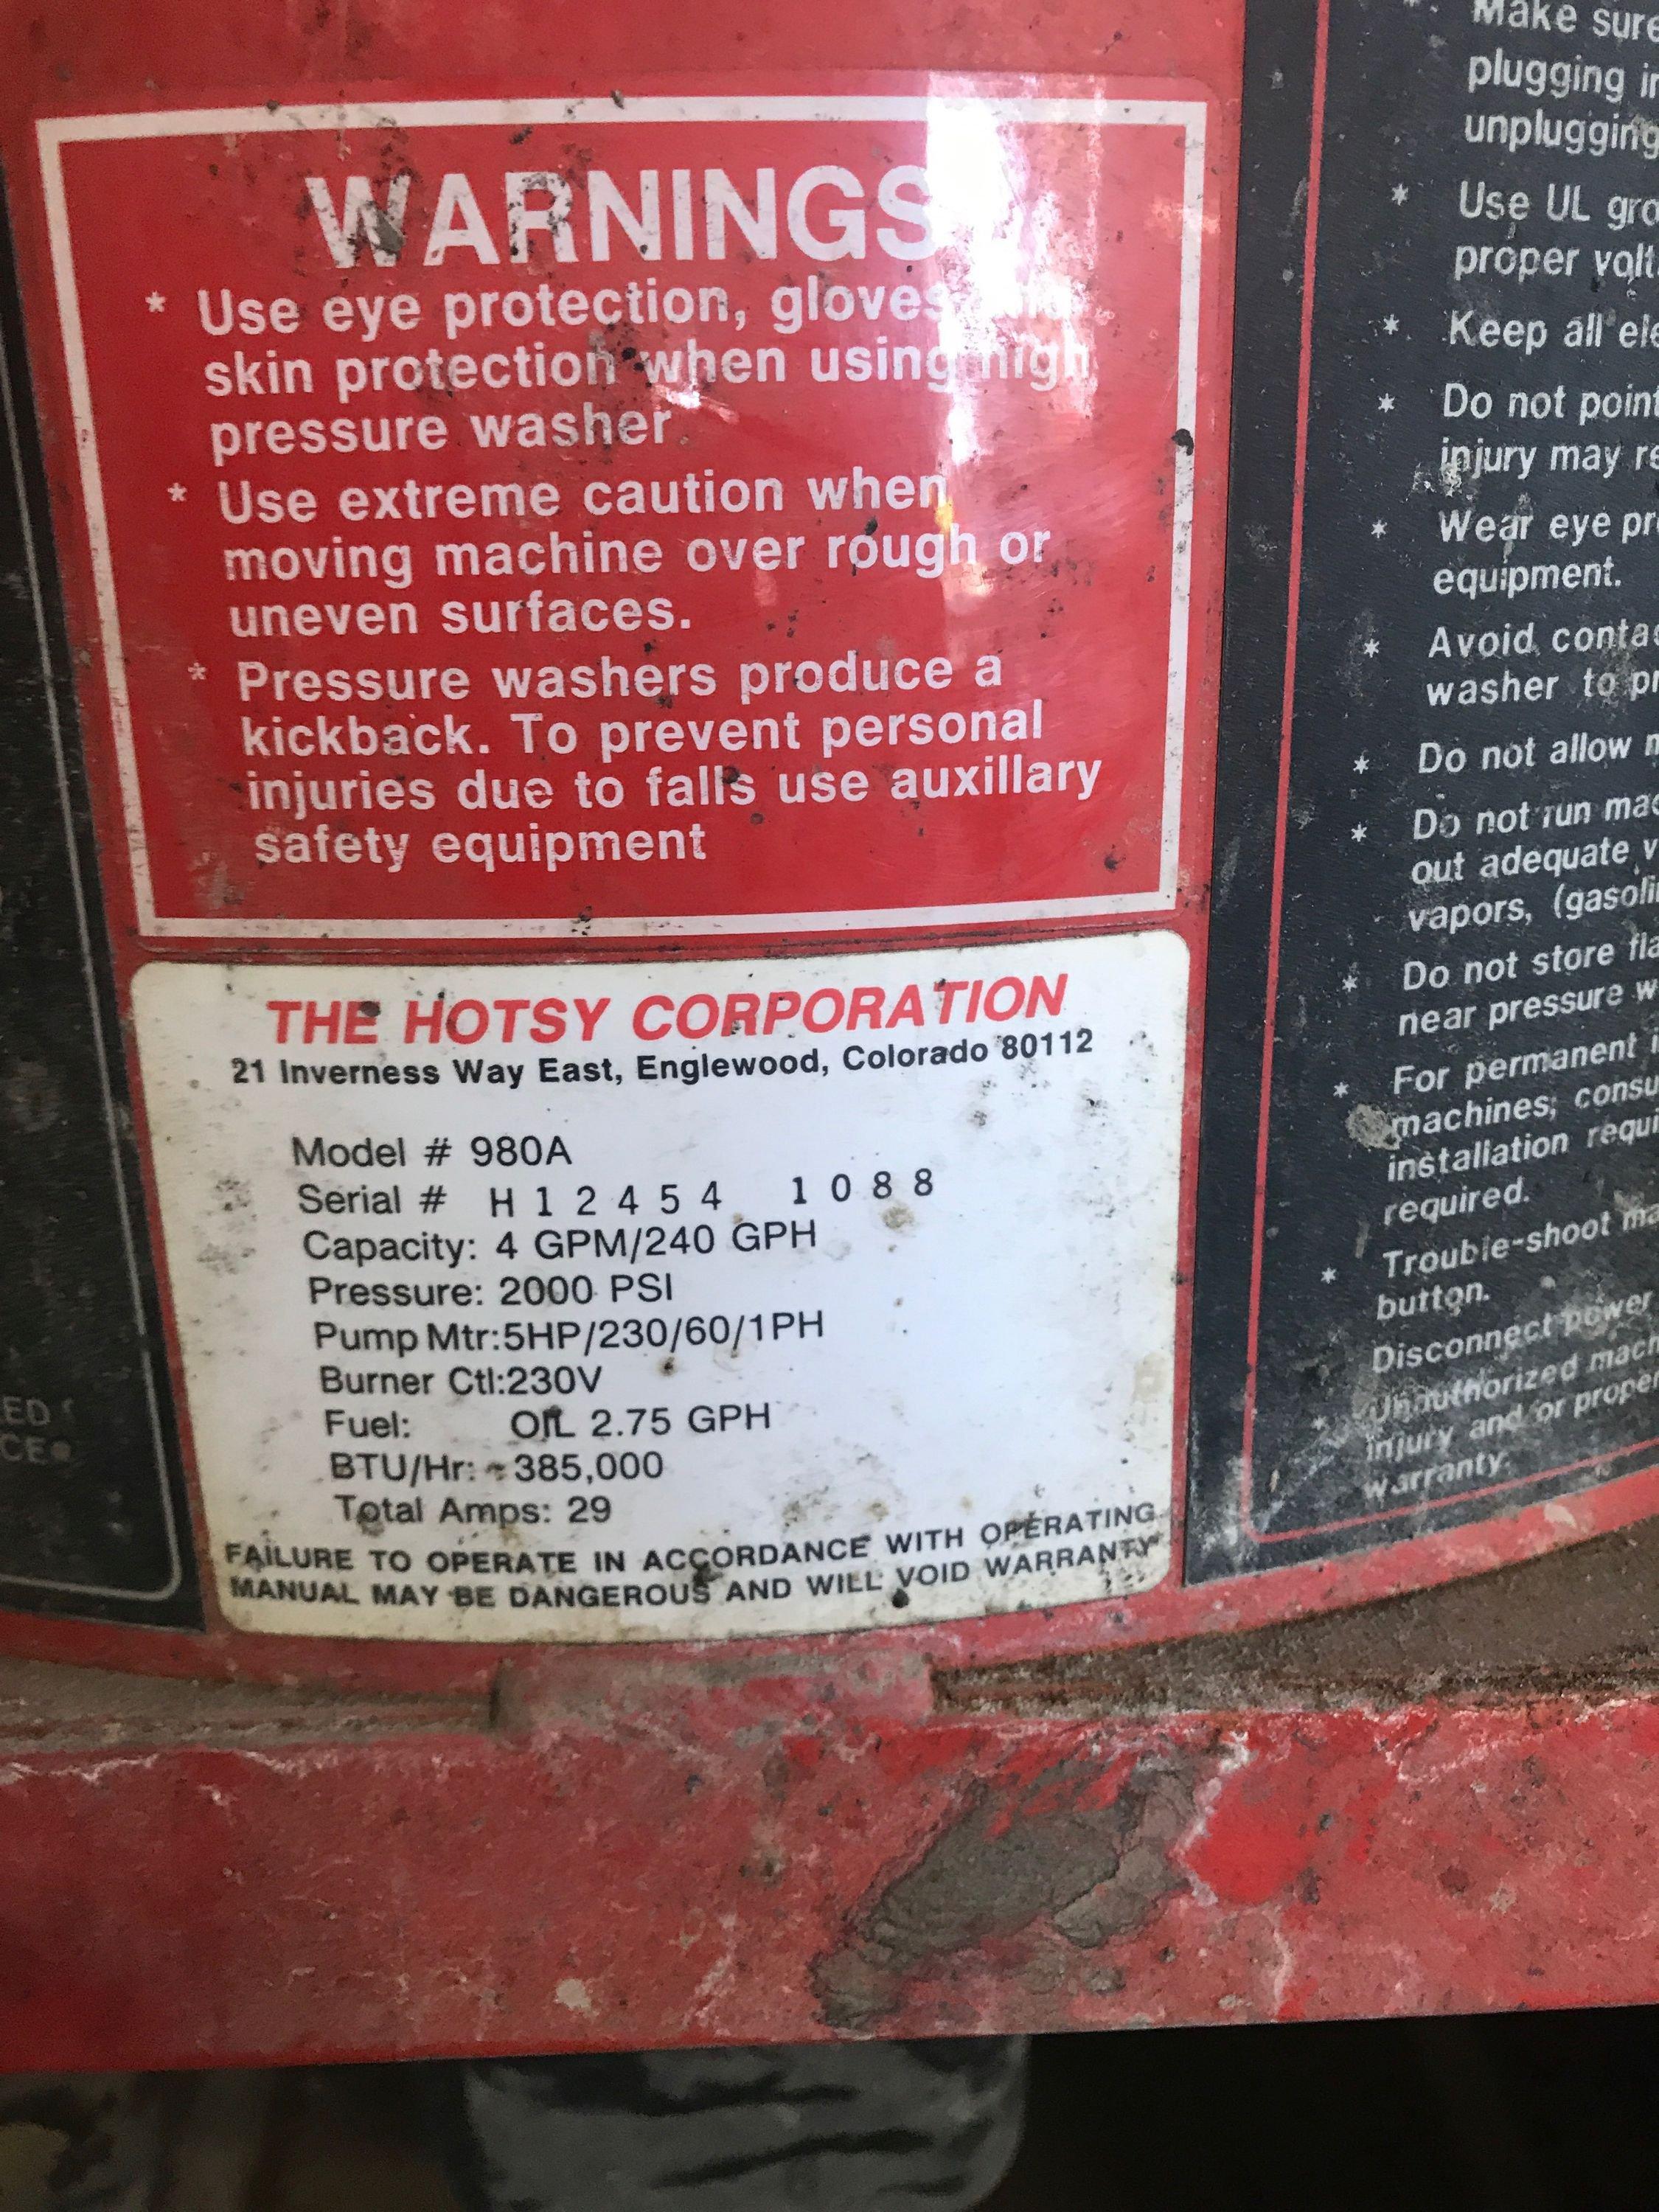 WARNINGS
* Use eye protection, gloves
skin protection when using high
pressure washer
* Use extreme caution when
moving machine over rough or
uneven surfaces.
* Pressure washers produce a
kickback. To prevent personal
injuries due to falls use auxillary
safety equipment
THE HOTSY CORPORATION
21 Inverness Way East, Englewood, Colorado 80112
Model # 980A
Serial # H12454 1088
Capacity: 4 GPM/240 GPH
Pressure: 2000 PSI
Pump Mtr:5HP/230/60/1PH
Burner Ctl:230V
Fuel: OIL 2.75 GPH
BTU/Hr: 385,000
Total Amps: 29
FAILURE TO OPERATE IN ACCORDANCE WITH OPERATING
MANUAL MAY BE DANGEROUS AND WILL VOID WARRANTY
Make sure
plugging
unplugging
* Use UL
proper
* Keep all
* Do not point
injury may
* Wear eye
equipment.
* Avoid
washer to
* Do not allow
* Do not run
out adequate
vapors,
* Do not store
near pressure
* For permanent
machines;
installation
required.
* Trouble-shoot
button.
Disconnect power
* Unauthorized
injury and/or
warranty.